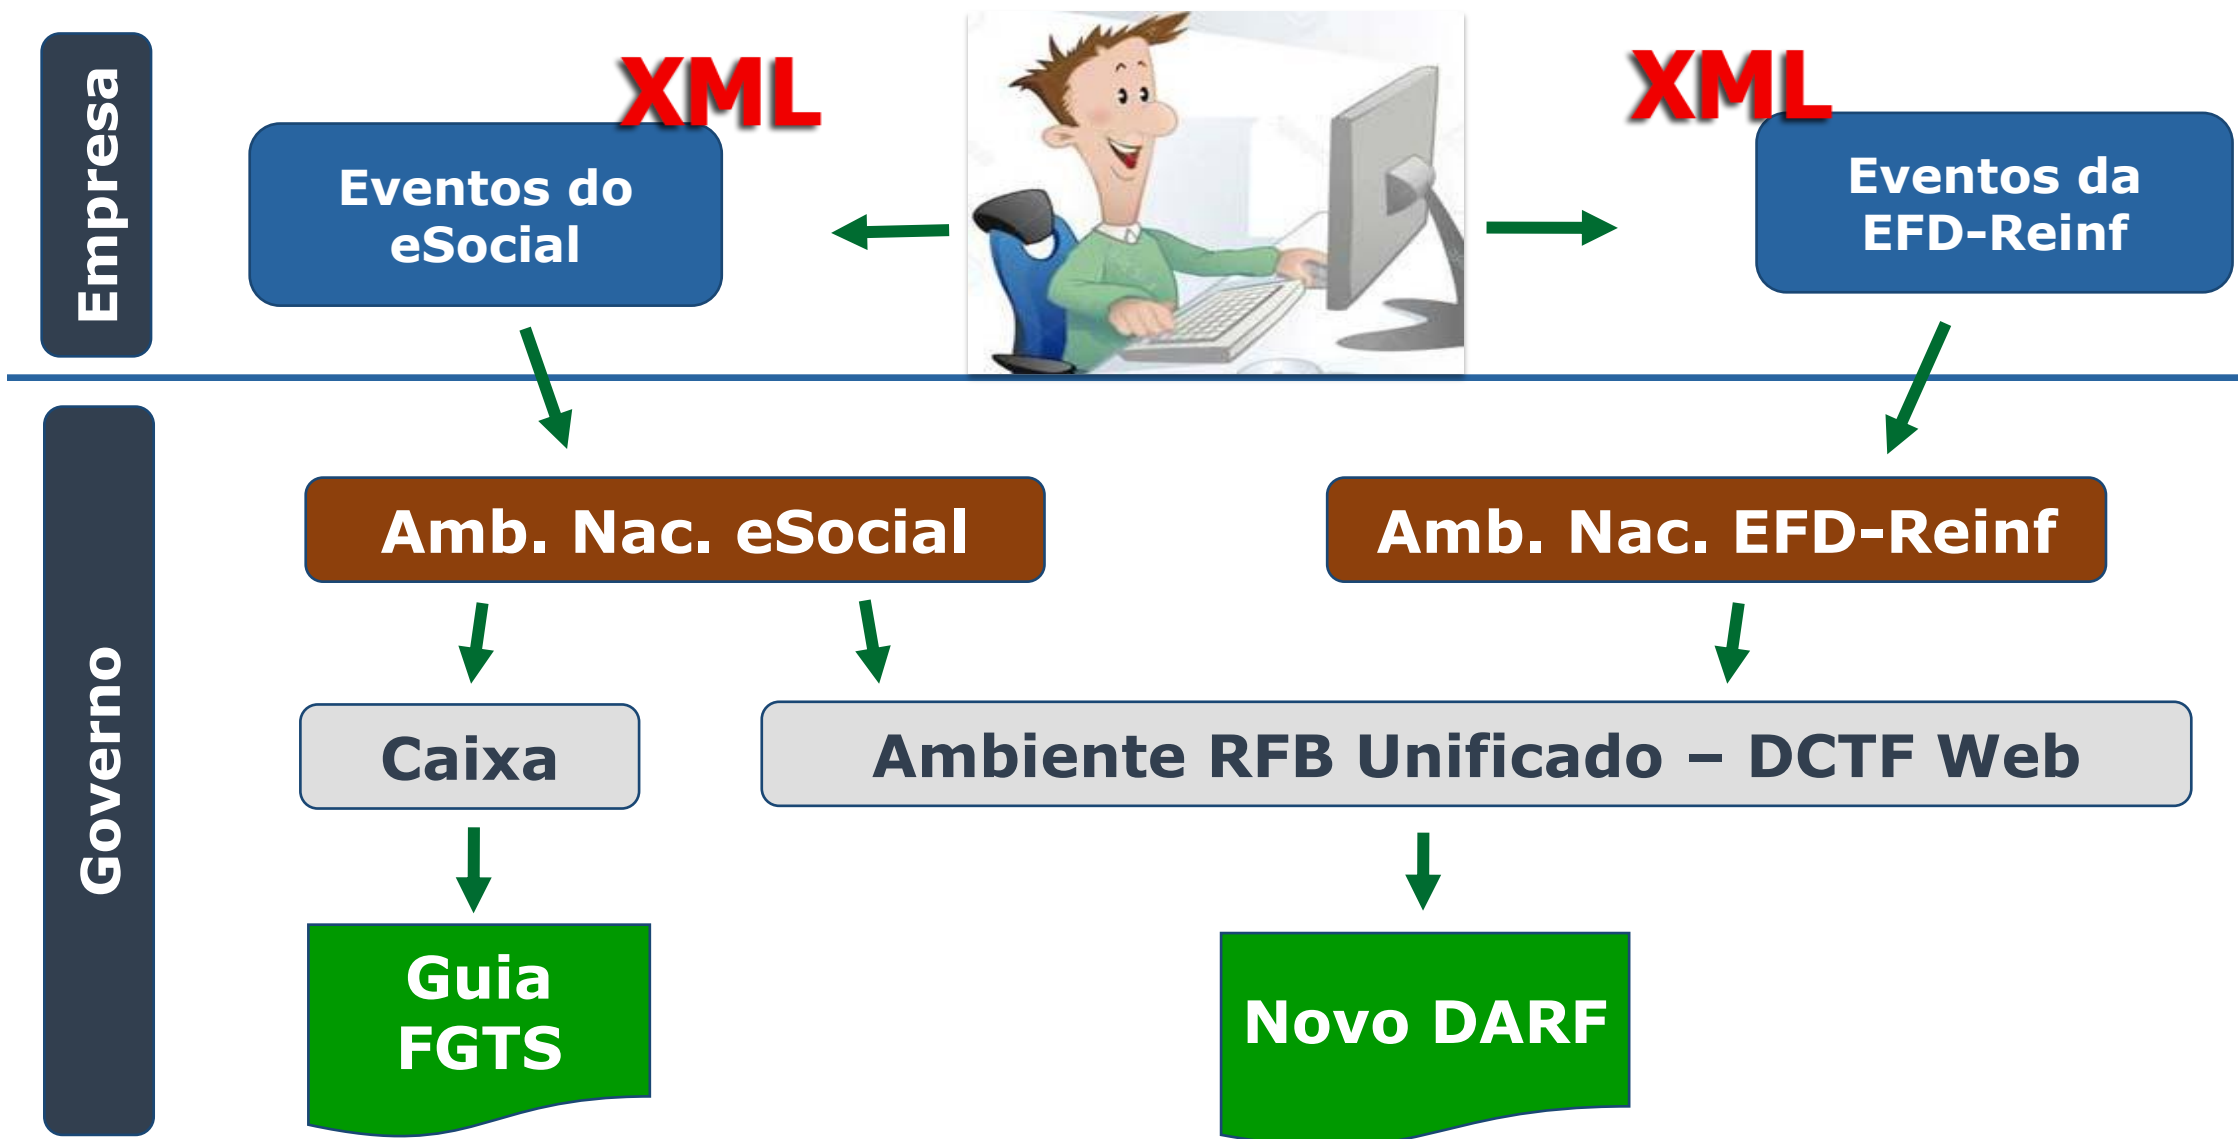 Empresa
XML
Eventos do
eSocial
XML
Eventos da
EFD-Reinf
Governo
Amb. Nac. eSocial
Amb. Nac. EFD-Reinf
Caixa
Ambiente RFB Unificado – DCTF Web
Guia
FGTS
Novo DARF